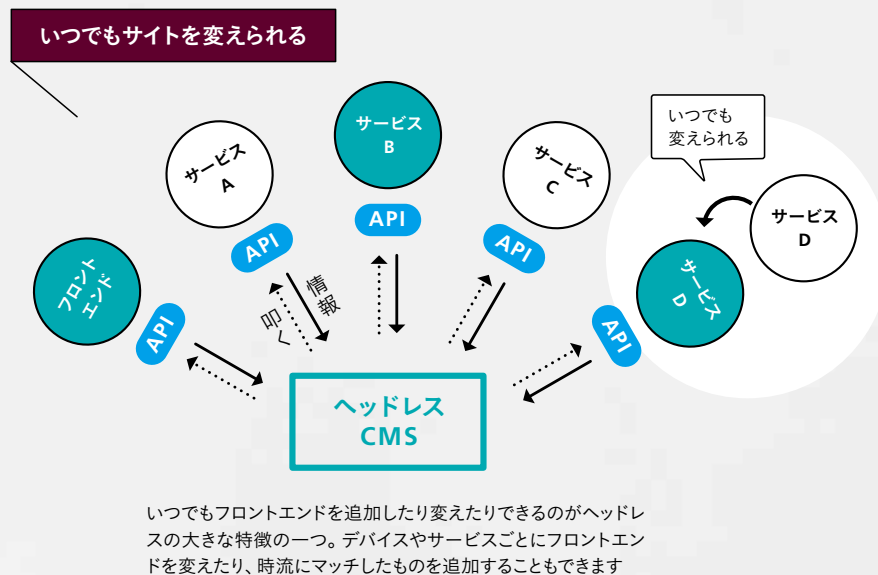 いつでもサイトを変えられる
サービス
B
いつでも
変えられる
サービス
A
サービス
C
サービス
D
API
API
API
フロント
エンド
サービス
D
情報
叩く
API
API
ヘッドレス
CMS
いつでもフロントエンドを追加したり変えたりできるのがヘッドレ
スの大きな特徴の一つ。デバイスやサービスごとにフロントエン
ドを変えたり、時流にマッチしたものを追加することもできます